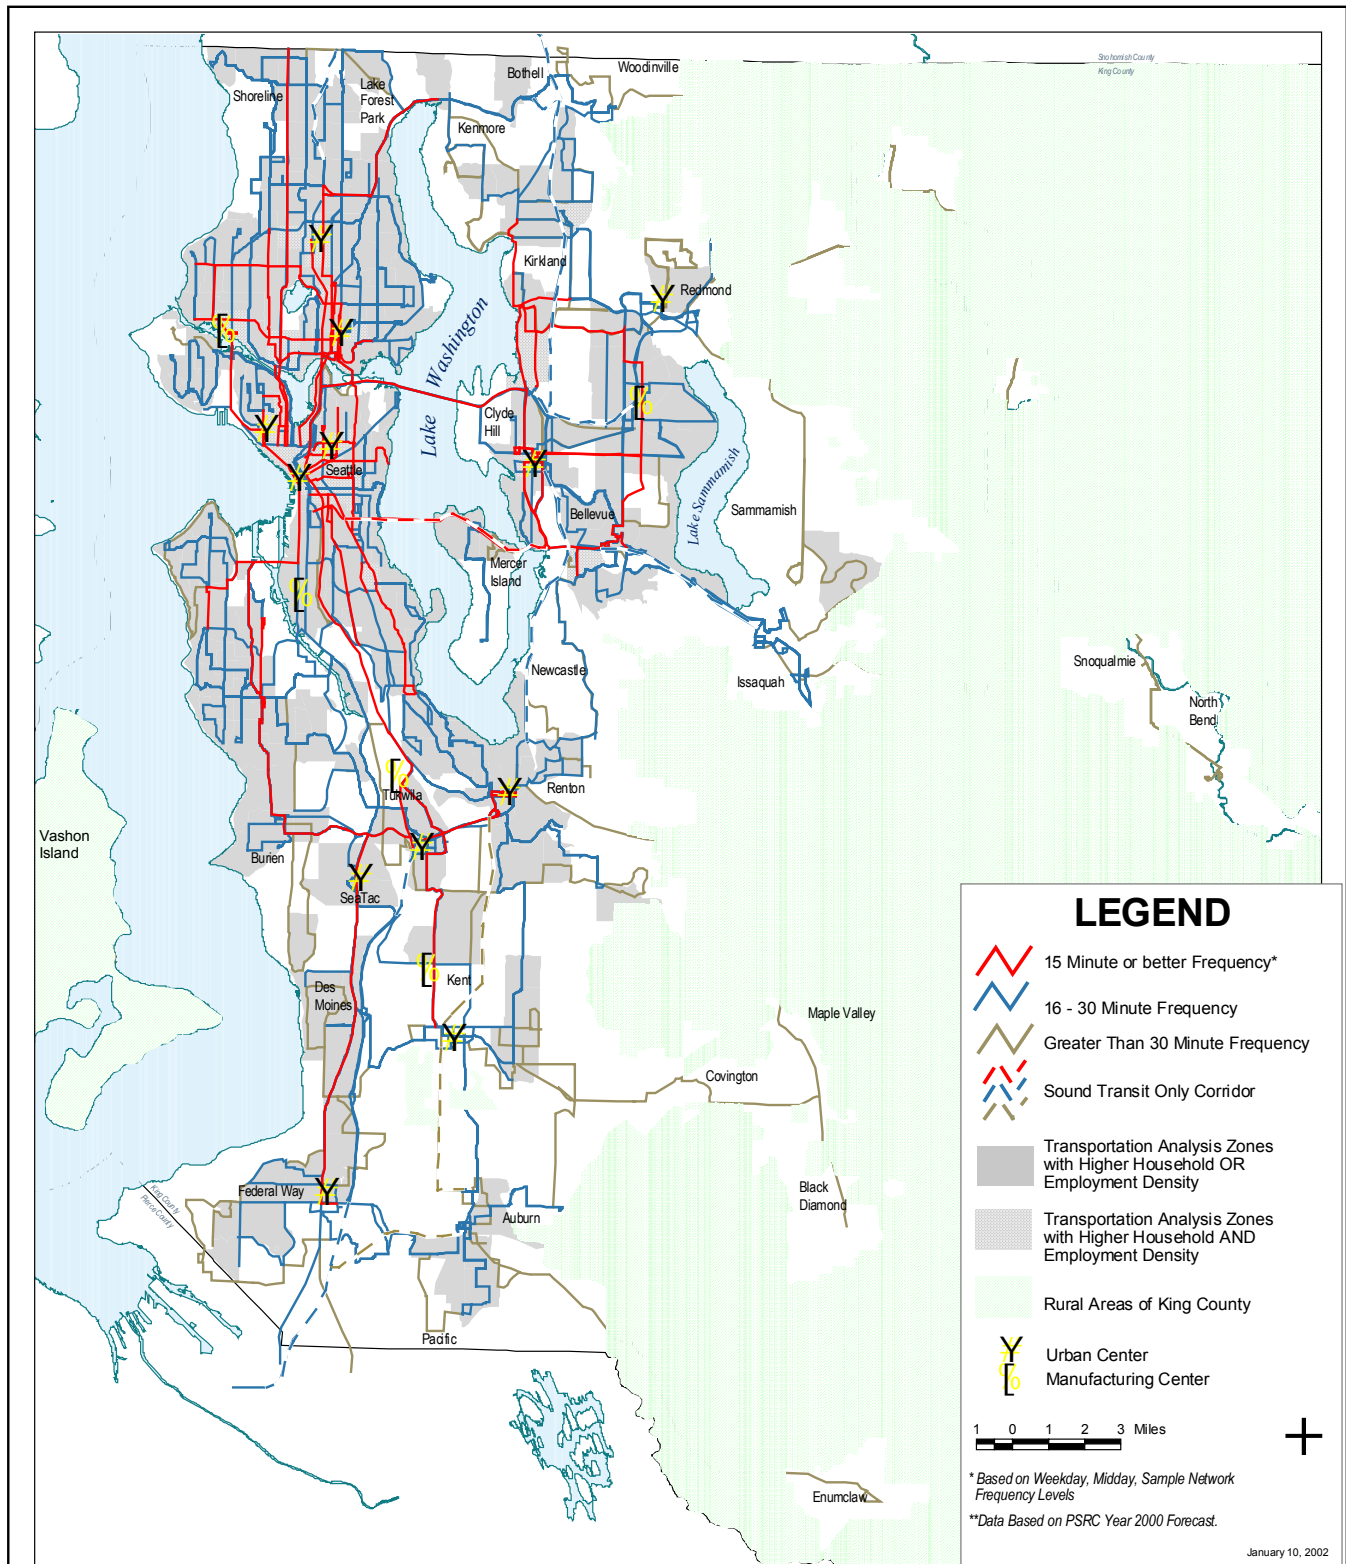 Snohomish County
King County
Woodinville
Bothell
Lake
Forest
Park
Shoreline
Kenmore
Kirkland
Redmond
Lake Washington
Clyde
Hill
Seattle
Lake Sammamish
Bellevue
Sammamish
Mercer
Island
Newcastle
Issaquah
Snoqualmie
North
Bend
Renton
Tukwila
Vashon
Island
Burien
SeaTac
Kent
Des
Moines
Maple Valley
Covington
Black
Diamond
Federal Way
King County
Pierce County
Auburn
Pacific
Enumclaw
LEGEND
15 Minute or better Frequency*
16 - 30 Minute Frequency
Greater Than 30 Minute Frequency
Sound Transit Only Corridor
Transportation Analysis Zones
with Higher Household OR
Employment Density
Transportation Analysis Zones
with Higher Household AND
Employment Density
Rural Areas of King County
Urban Center
Manufacturing Center
1 0 1 2 3 Miles
* Based on Weekday, Midday, Sample Network
Frequency Levels
**Data Based on PSRC Year 2000 Forecast.
January 10, 2002